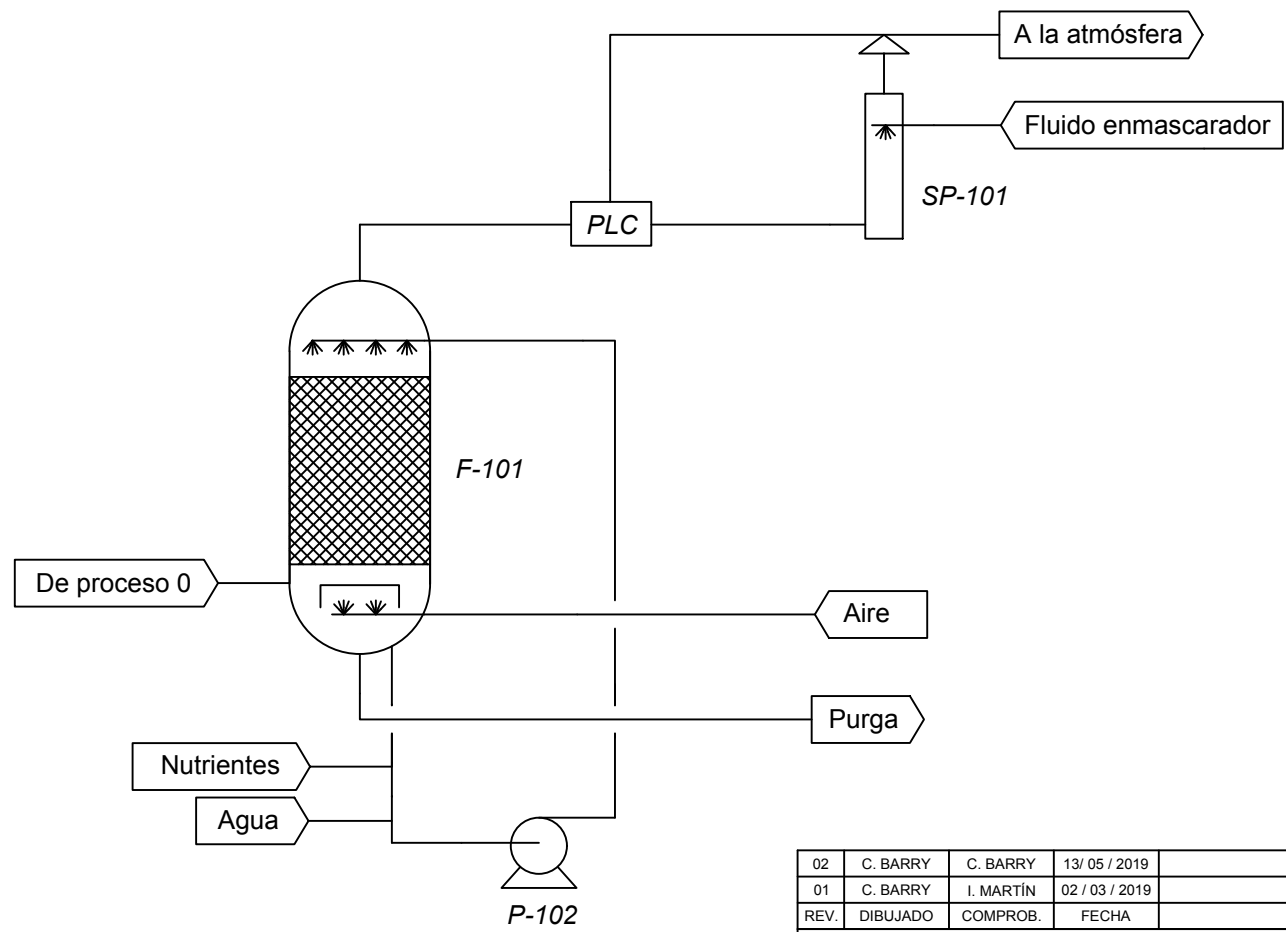 A la atmósfera
Fluido enmascarador
SP-101
PLC
F-101
De proceso 0
Aire
Purga
Nutrientes
Agua
P-102
02 C. BARRY C. BARRY 13/ 05 / 2019
01 C. BARRY I. MARTÍN 02 / 03 / 2019
REV. DIBUJADO COMPROB. FECHA